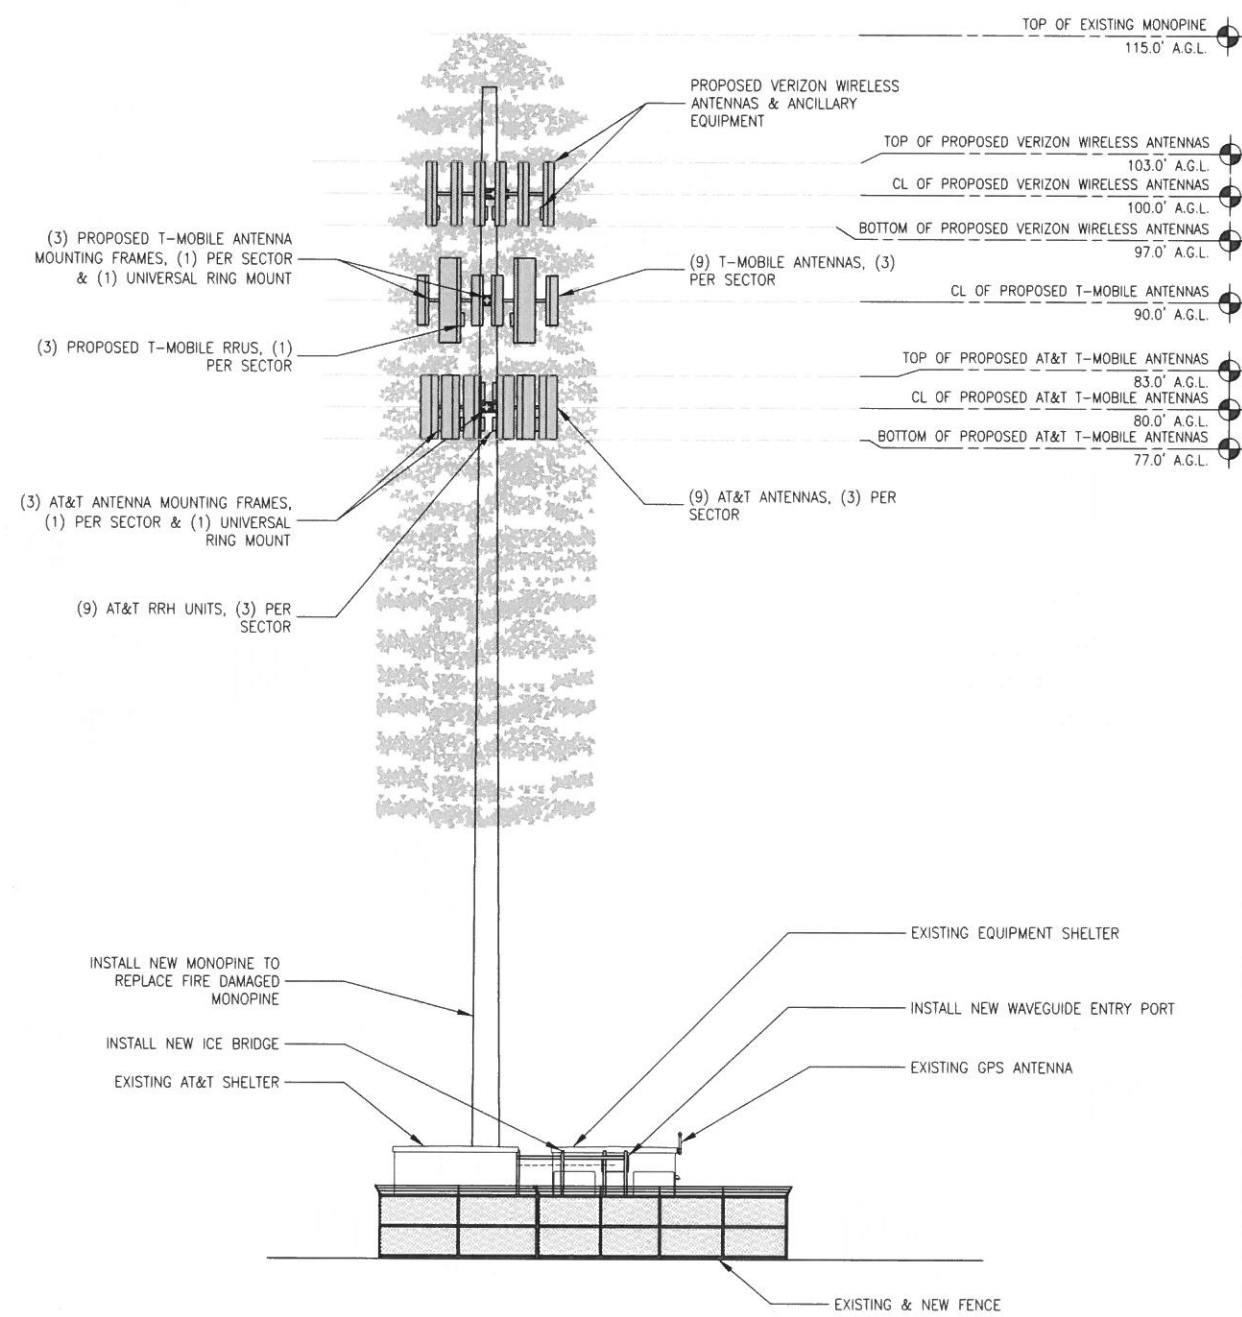 TOP OF EXISTING MONOPINE
115.0' A.G.L.
PROPOSED VERIZON WIRELESS
ANTENNAS & ANCILLARY
EQUIPMENT
TOP OF PROPOSED VERIZON WIRELESS ANTENNAS
103.0' A.G.L.
CL OF PROPOSED VERIZON WIRELESS ANTENNAS
100.0' A.G.L.
BOTTOM OF PROPOSED VERIZON WIRELESS ANTENNAS
97.0' A.G.L.
(3) PROPOSED T-MOBILE ANTENNA
MOUNTING FRAMES, (1) PER SECTOR
& (1) UNIVERSAL RING MOUNT
(9) T-MOBILE ANTENNAS, (3)
PER SECTOR
CL OF PROPOSED T-MOBILE ANTENNAS
90.0' A.G.L.
(3) PROPOSED T-MOBILE RRUS, (1)
PER SECTOR
TOP OF PROPOSED AT&T T-MOBILE ANTENNAS
83.0' A.G.L.
CL OF PROPOSED AT&T T-MOBILE ANTENNAS
80.0' A.G.L.
BOTTOM OF PROPOSED AT&T T-MOBILE ANTENNAS
77.0' A.G.L.
(3) AT&T ANTENNA MOUNTING FRAMES,
(1) PER SECTOR & (1) UNIVERSAL
RING MOUNT
(9) AT&T ANTENNAS, (3) PER
SECTOR
(9) AT&T RRH UNITS, (3) PER
SECTOR
EXISTING EQUIPMENT SHELTER
INSTALL NEW MONOPINE TO
REPLACE FIRE DAMAGED
MONOPINE
INSTALL NEW WAVEGUIDE ENTRY PORT
INSTALL NEW ICE BRIDGE
EXISTING GPS ANTENNA
EXISTING AT&T SHELTER
EXISTING & NEW FENCE